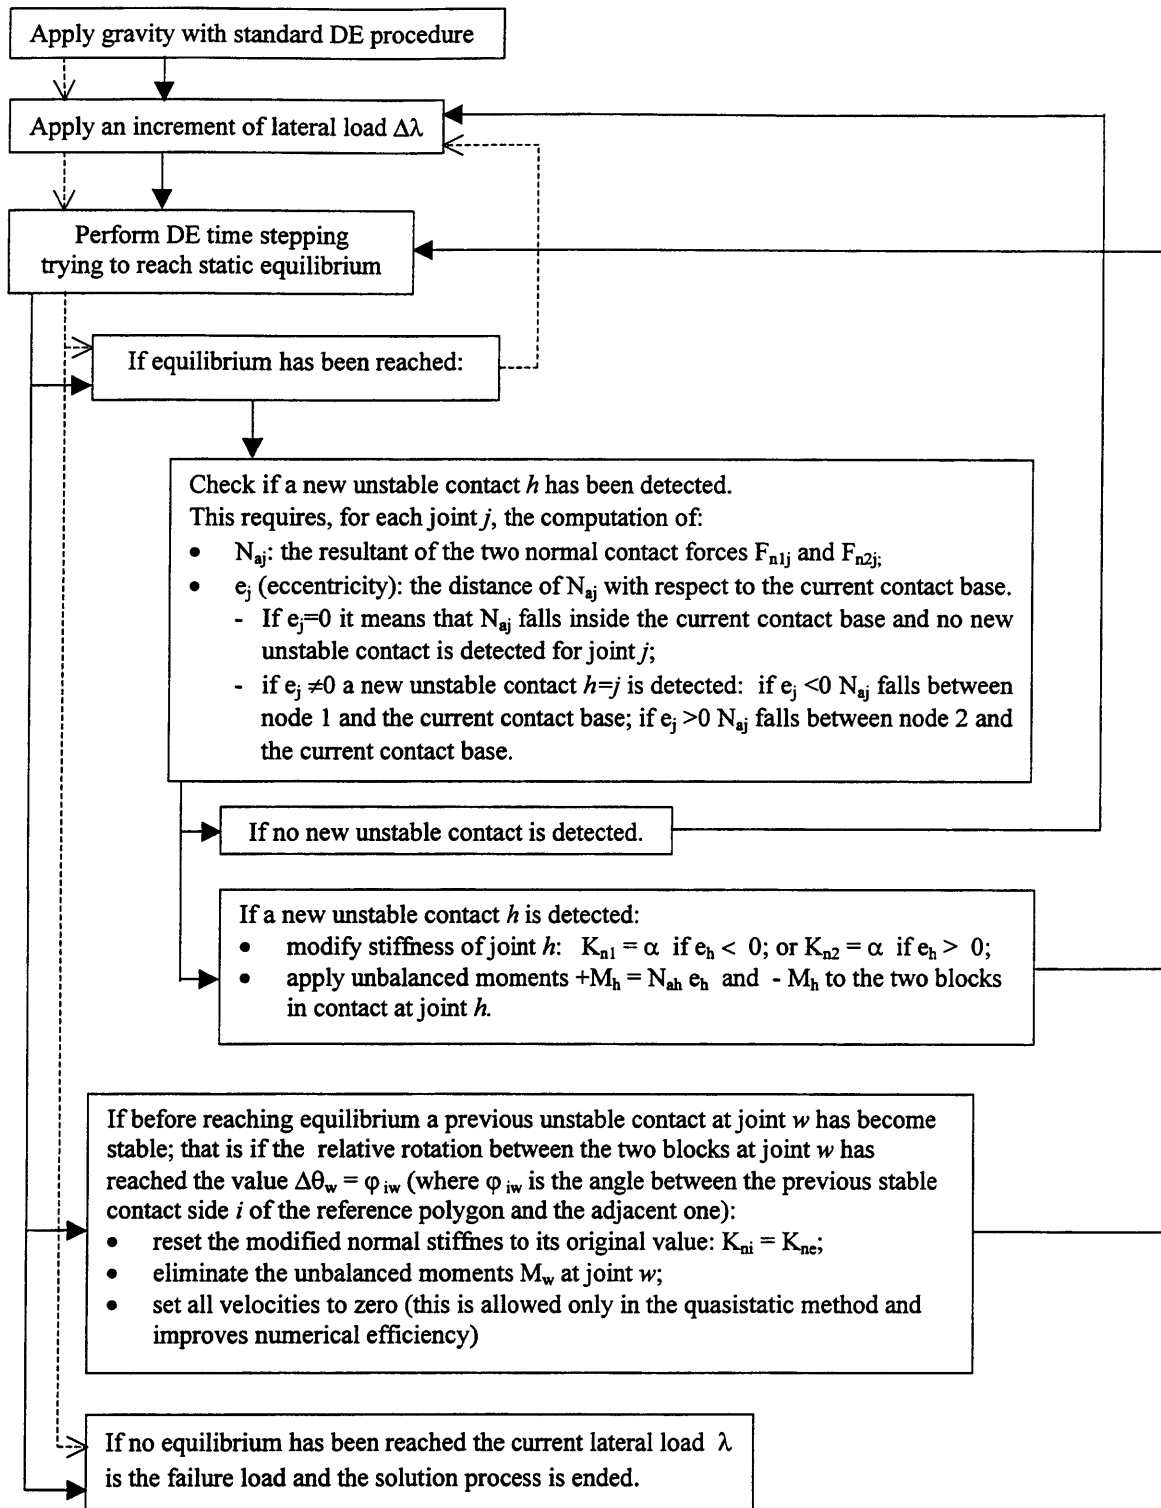 Apply gravity with standard DE procedure
Apply an increment of lateral load Δλ
Perform DE time stepping
trying to reach static equilibrium
If equilibrium has been reached:
Check if a new unstable contact h has been detected.
This requires, for each joint j, the computation of:
• N_aj: the resultant of the two normal contact forces F_n1j and F_n2j;
• e_j (eccentricity): the distance of N_aj with respect to the current contact base.
- If e_j=0 it means that N_aj falls inside the current contact base and no new
unstable contact is detected for joint j;
- if e_j ≠0 a new unstable contact h=j is detected: if e_j <0 N_aj falls between
node 1 and the current contact base; if e_j >0 N_aj falls between node 2 and
the current contact base.
If no new unstable contact is detected.
If a new unstable contact h is detected:
• modify stiffness of joint h: K_n1 = α if e_h < 0; or K_n2 = α if e_h > 0;
• apply unbalanced moments +M_h = N_ah e_h and - M_h to the two blocks
in contact at joint h.
If before reaching equilibrium a previous unstable contact at joint w has become
stable; that is if the relative rotation between the two blocks at joint w has
reached the value Δθ_w = φ_iw (where φ_iw is the angle between the previous stable
contact side i of the reference polygon and the adjacent one):
• reset the modified normal stiffnes to its original value: K_ni = K_ne;
• eliminate the unbalanced moments M_w at joint w;
• set all velocities to zero (this is allowed only in the quasistatic method and
improves numerical efficiency)
If no equilibrium has been reached the current lateral load λ
is the failure load and the solution process is ended.